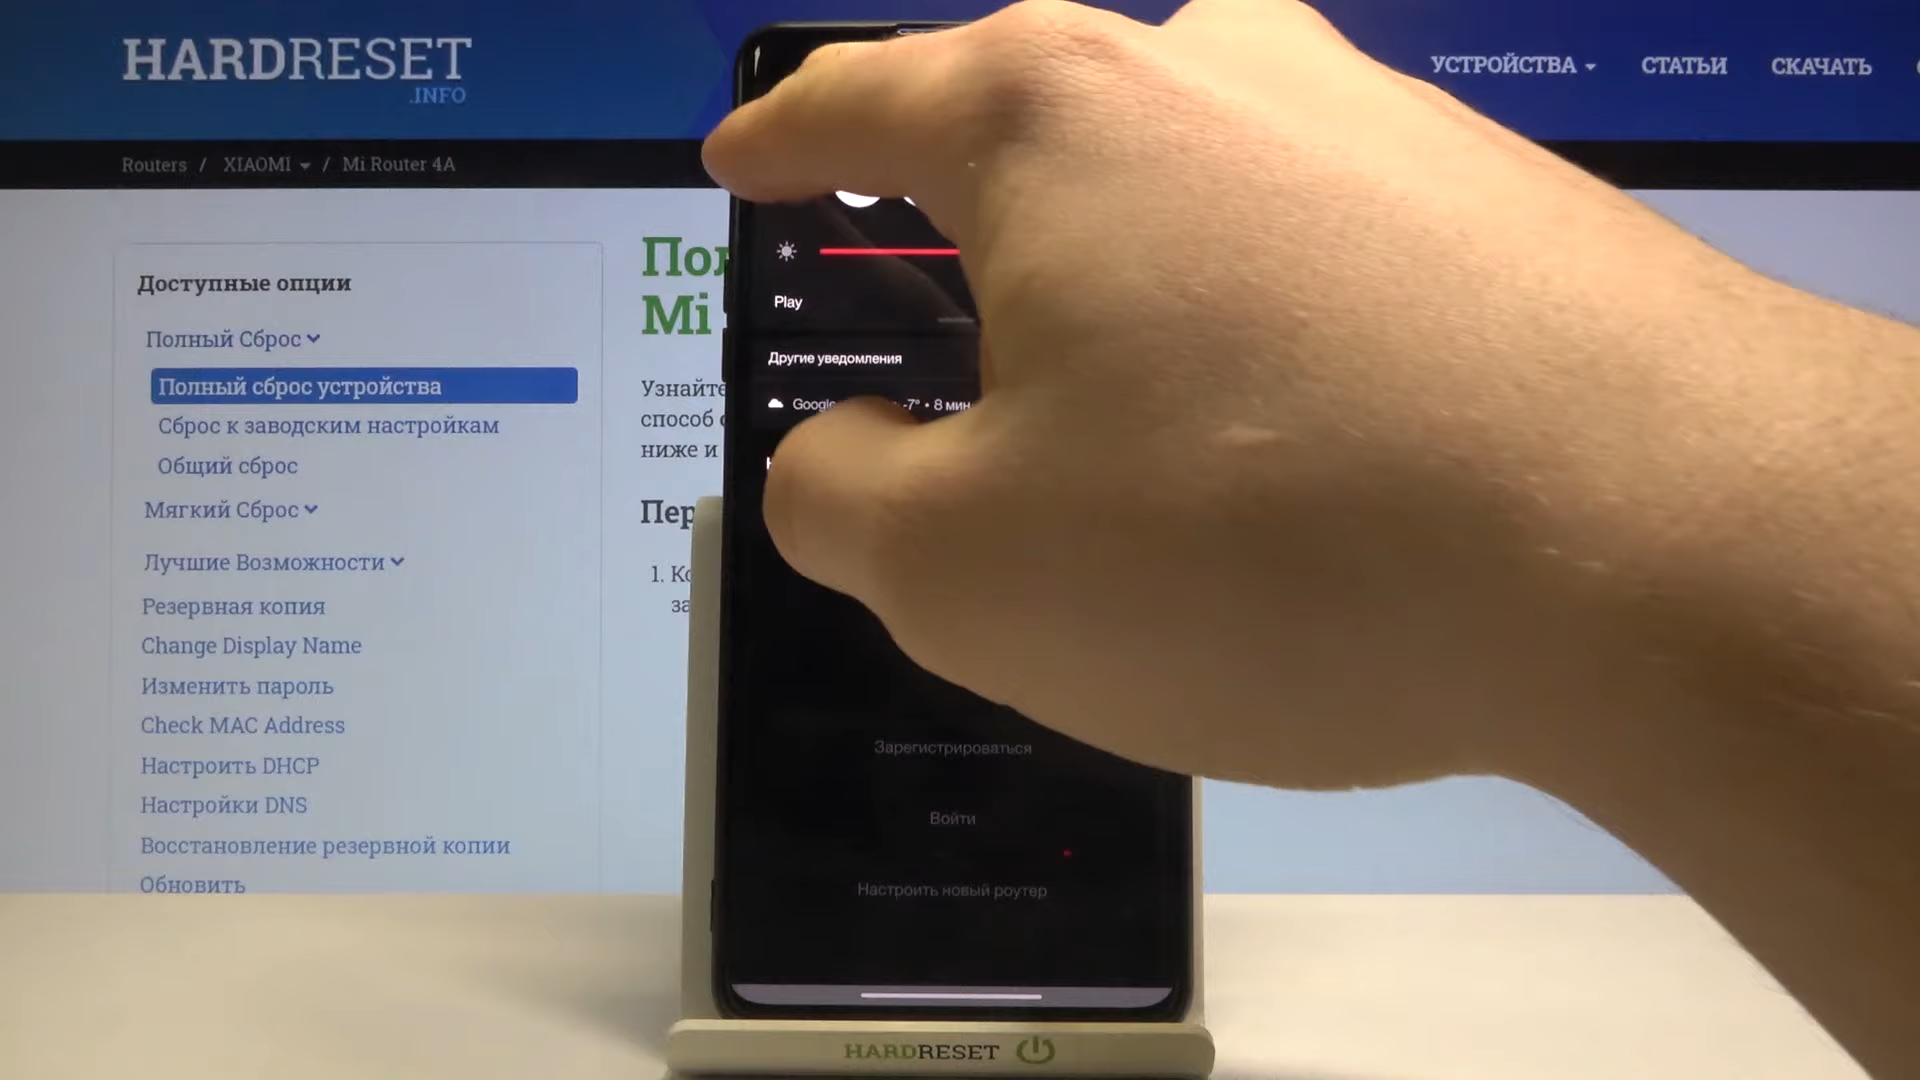 HARDRESET
.INFO
УСТРОЙСТВА
СТАТЬИ
СКАЧАТЬ
Routers / XIAOMI / Mi Router 4A
Доступные опции
Полный Сброс
Полный сброс устройства
Сброс к заводским настройкам
Общий сброс
Мягкий Сброс
Лучшие Возможности
Резервная копия
Change Display Name
Изменить пароль
Check MAC Address
Настроить DHCP
Настройки DNS
Восстановление резервной копии
Обновить
Mi
Узнайте
способ
ниже и
1.
Play
Другие уведомления
Google -7° • 8 мин
Зарегистрироваться
Войти
Настроить новый роутер
HARDRESET